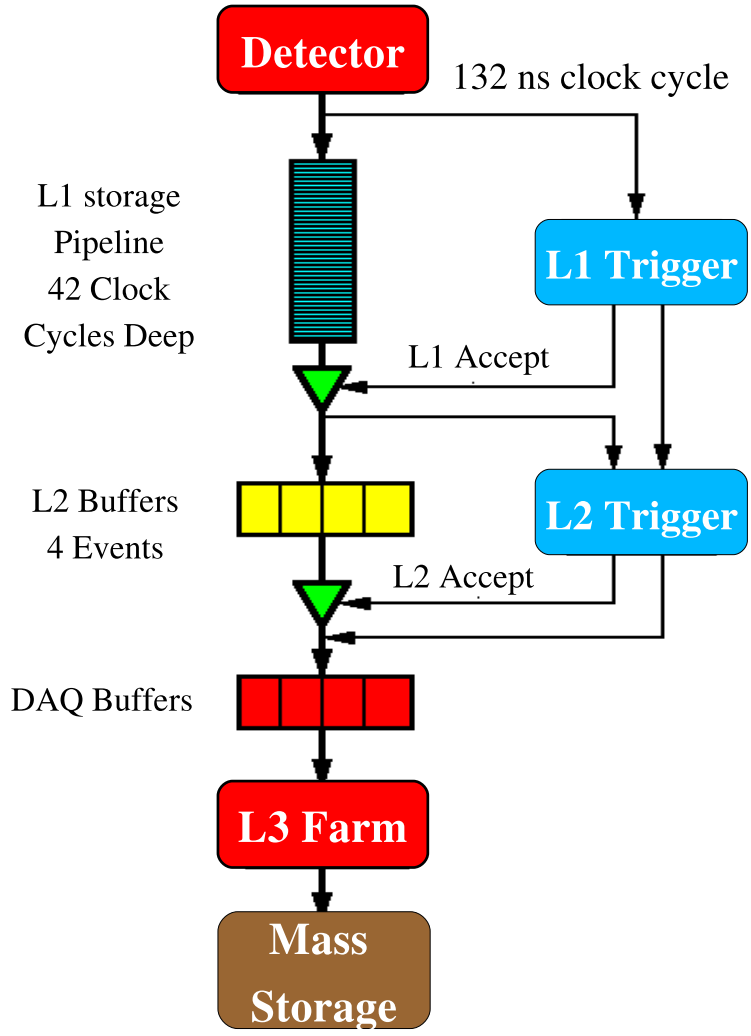 Detector
132 ns clock cycle
L1 storage
Pipeline
42 Clock
Cycles Deep
L1 Trigger
L1 Accept
L2 Buffers
4 Events
L2 Trigger
L2 Accept
DAQ Buffers
L3 Farm
Mass
Storage